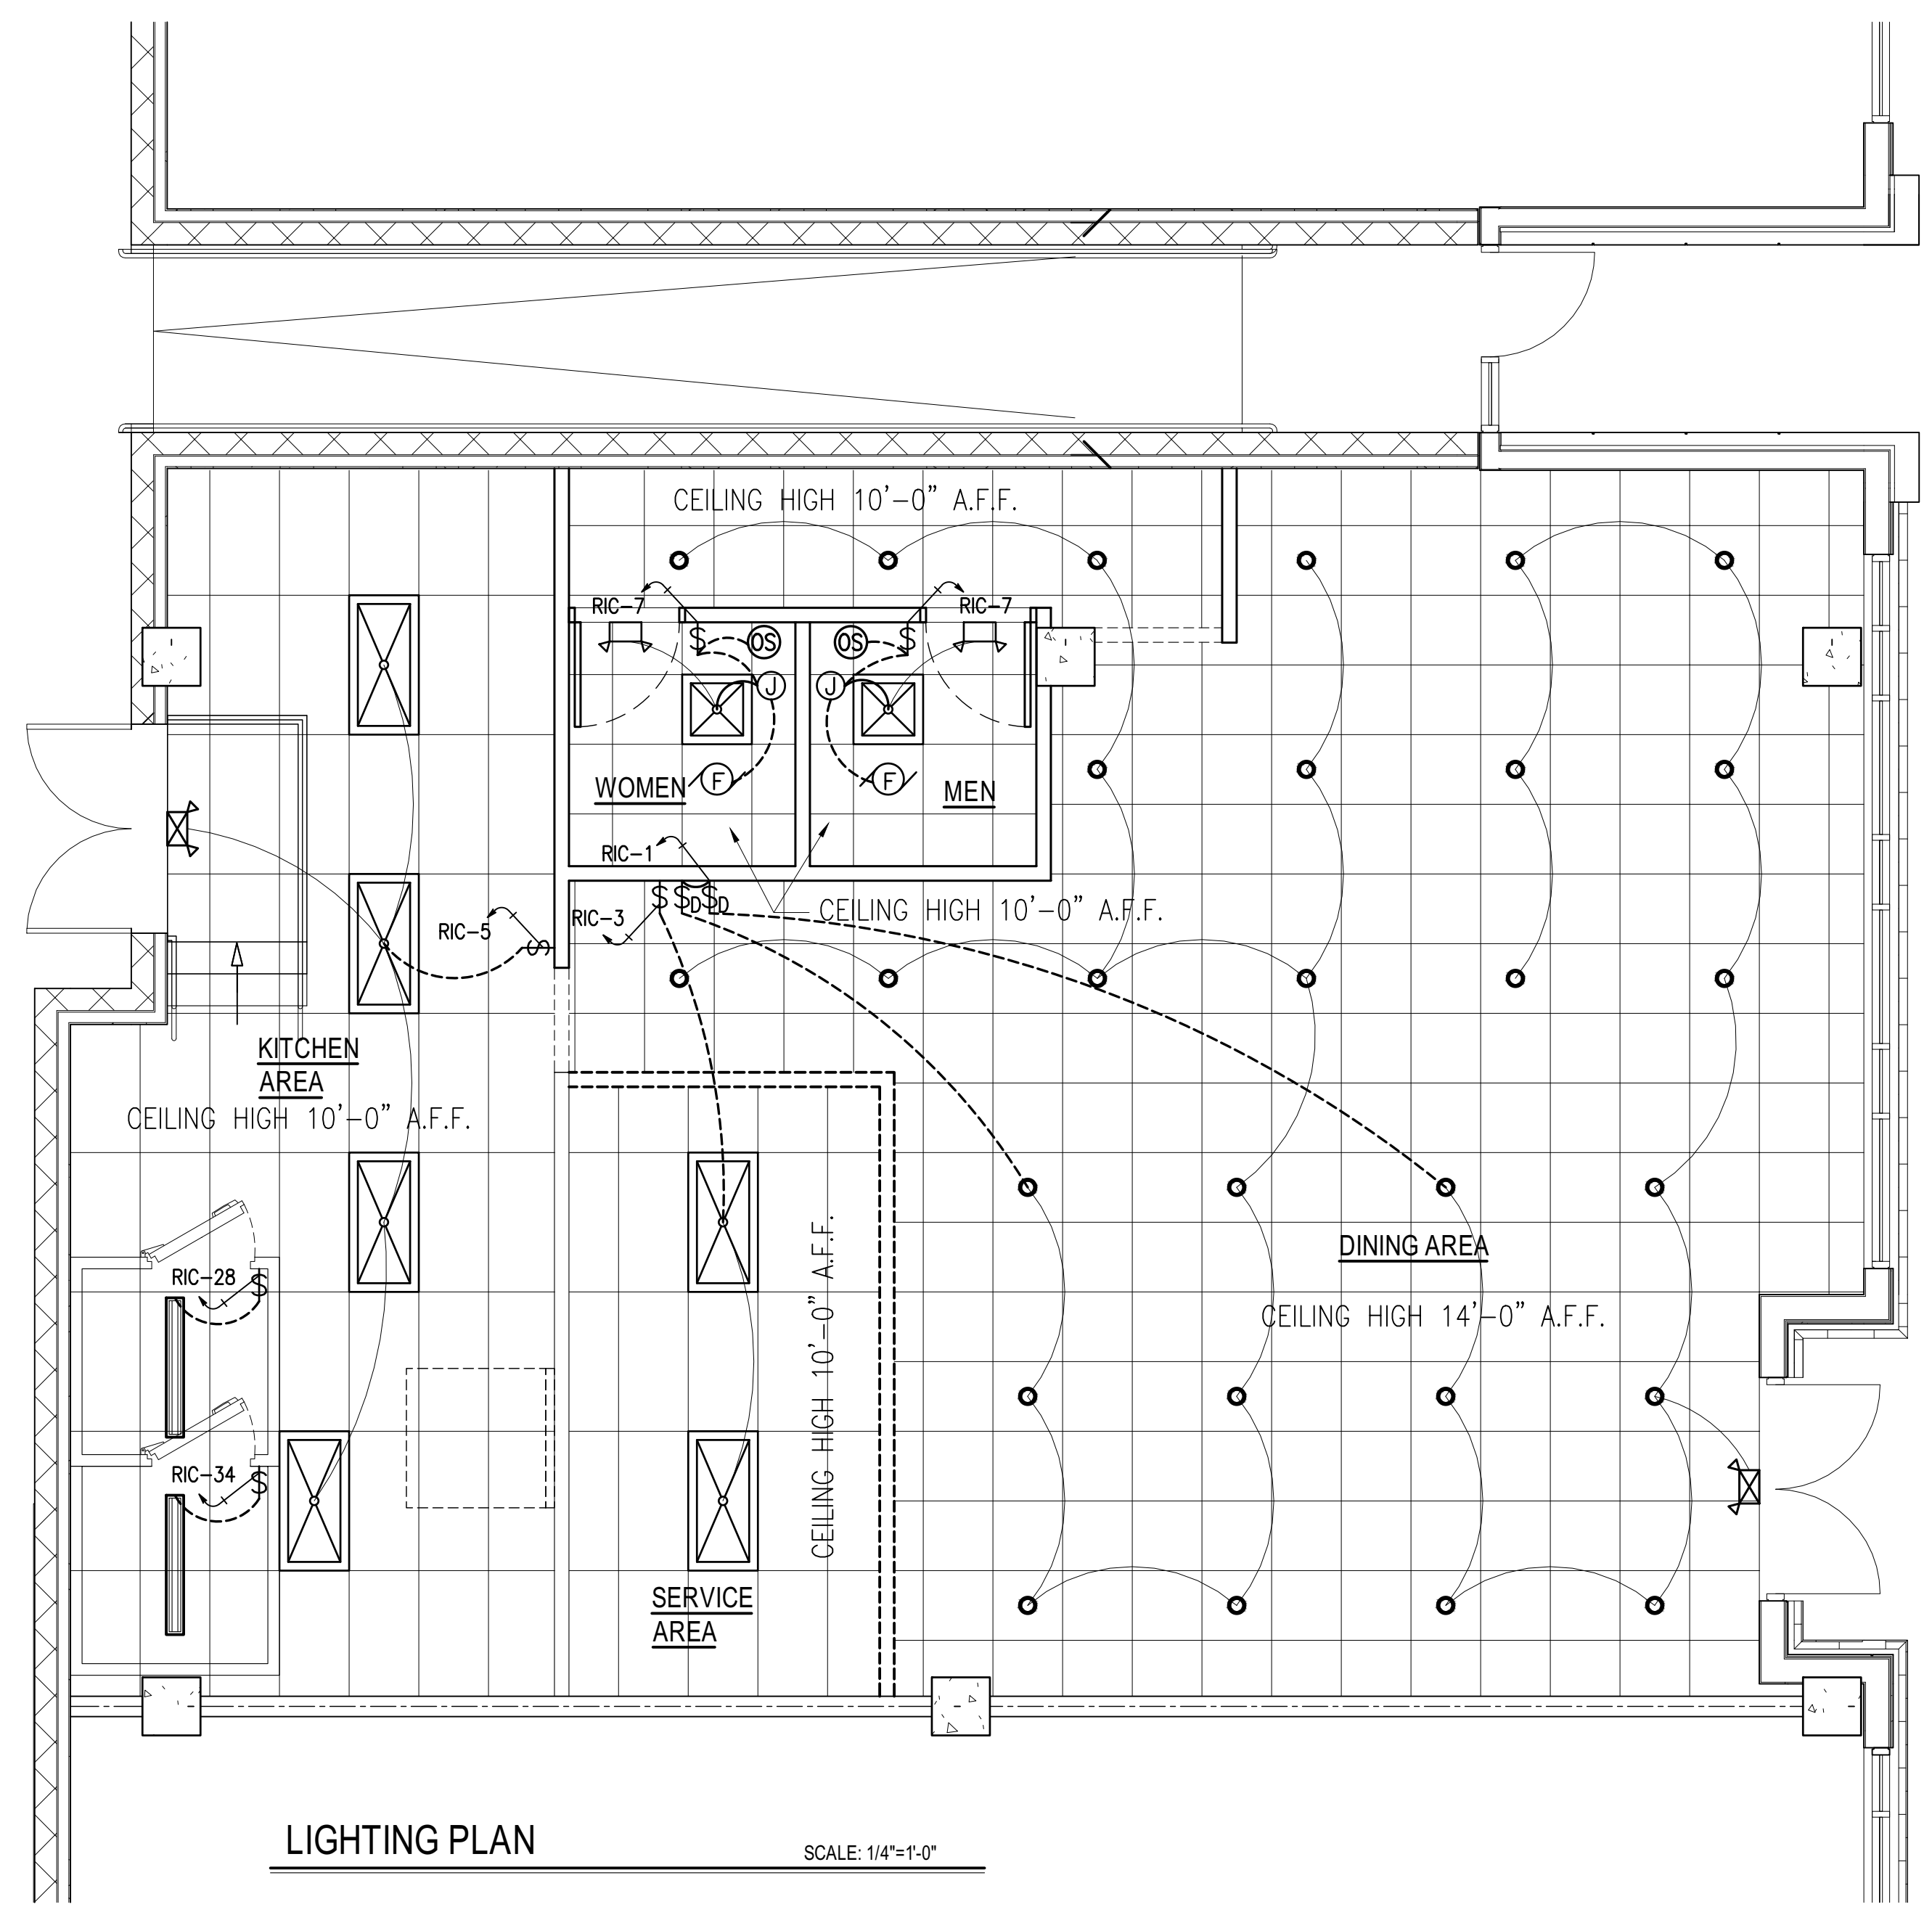 CEILING HIGH 10'-0" A.F.F.
RIC-7
RIC-7
$
OS
OS
$
J
J
F
F
WOMEN
MEN
RIC-1
$
$D
$D
RIC-3
CEILING HIGH 10'-0" A.F.F.
RIC-5
$
KITCHEN
AREA
CEILING HIGH 10'-0" A.F.F.
CEILING HIGH 10'-0" A.F.F.
DINING AREA
CEILING HIGH 14'-0" A.F.F.
RIC-28
$
RIC-34
$
SERVICE
AREA
LIGHTING PLAN
SCALE: 1/4"=1'-0"